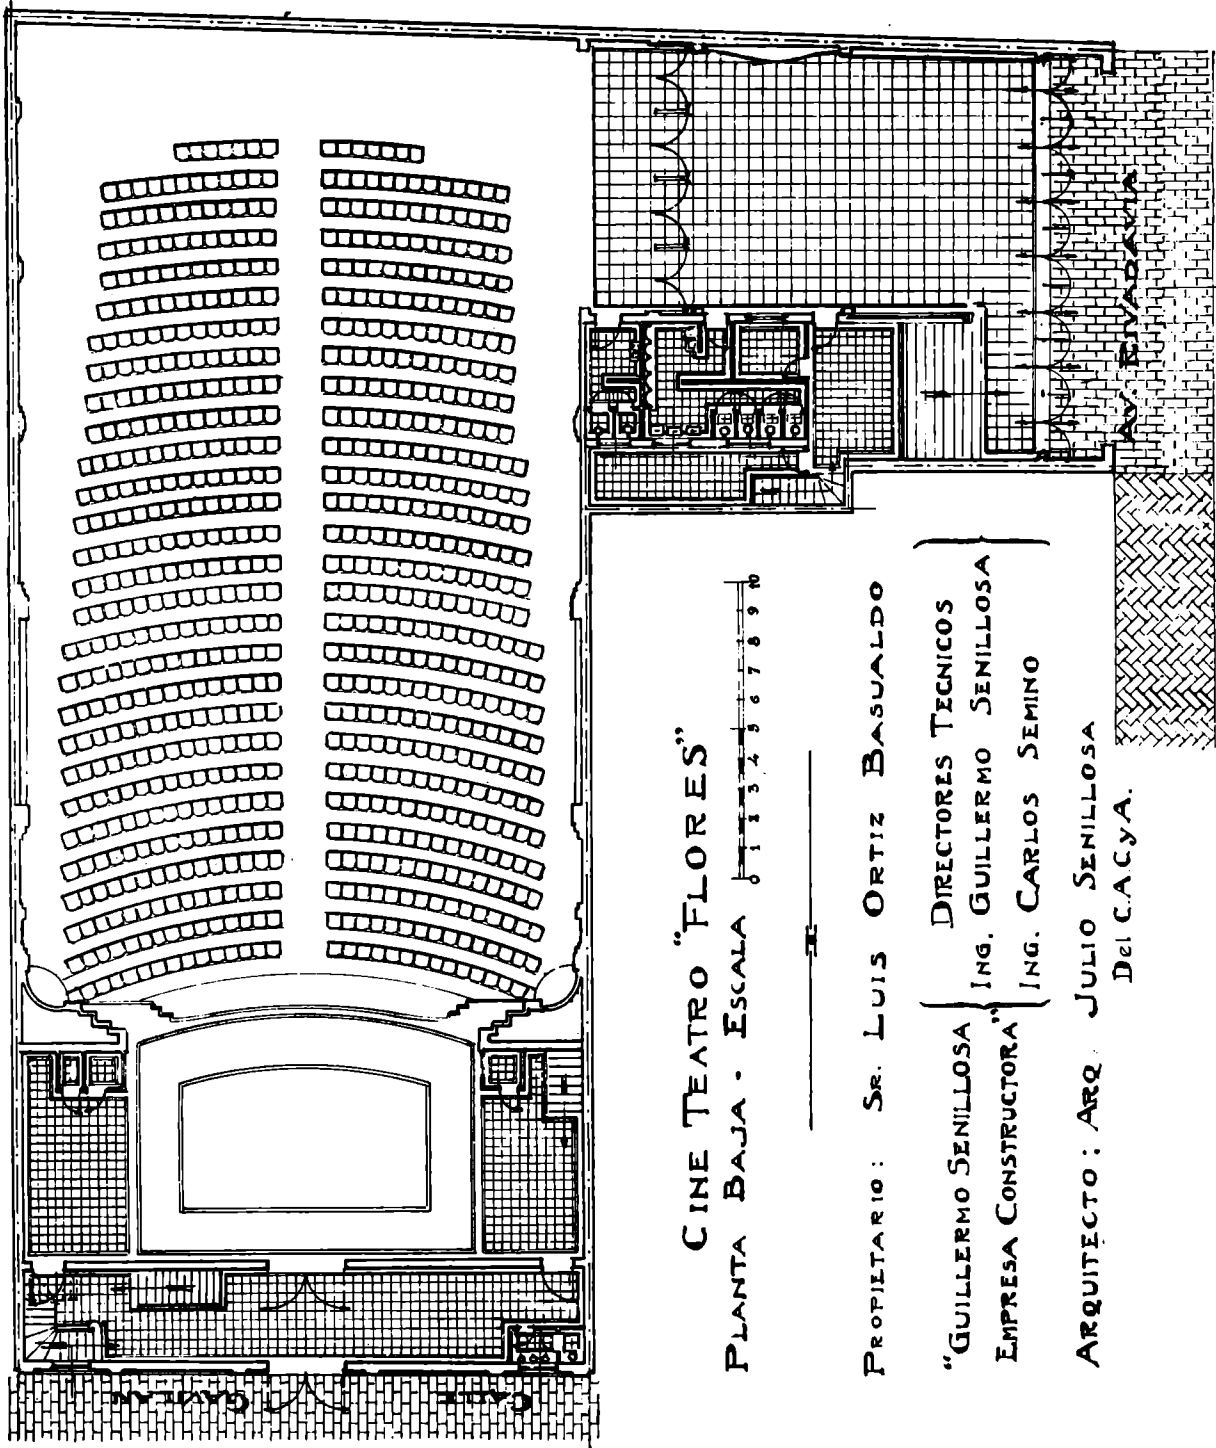 CINE TEATRO "FLORES"
PLANTA BAJA - ESCALA
0 1 2 3 4 5 6 7 8 9 10
PROPIETARIO: SR. LUIS ORTIZ BASUALDO
"GUILLERMO SENILLOSA
EMPRESA CONSTRUCTORA"
DIRECTORES TECNICOS
ING. GUILLERMO SENILLOSA
ING. CARLOS SEMINO
ARQUITECTO: ARQ. JULIO SENILLOSA
Del C.A.C y A.
AV. RIVADAVIA
CALLE GAVILAN